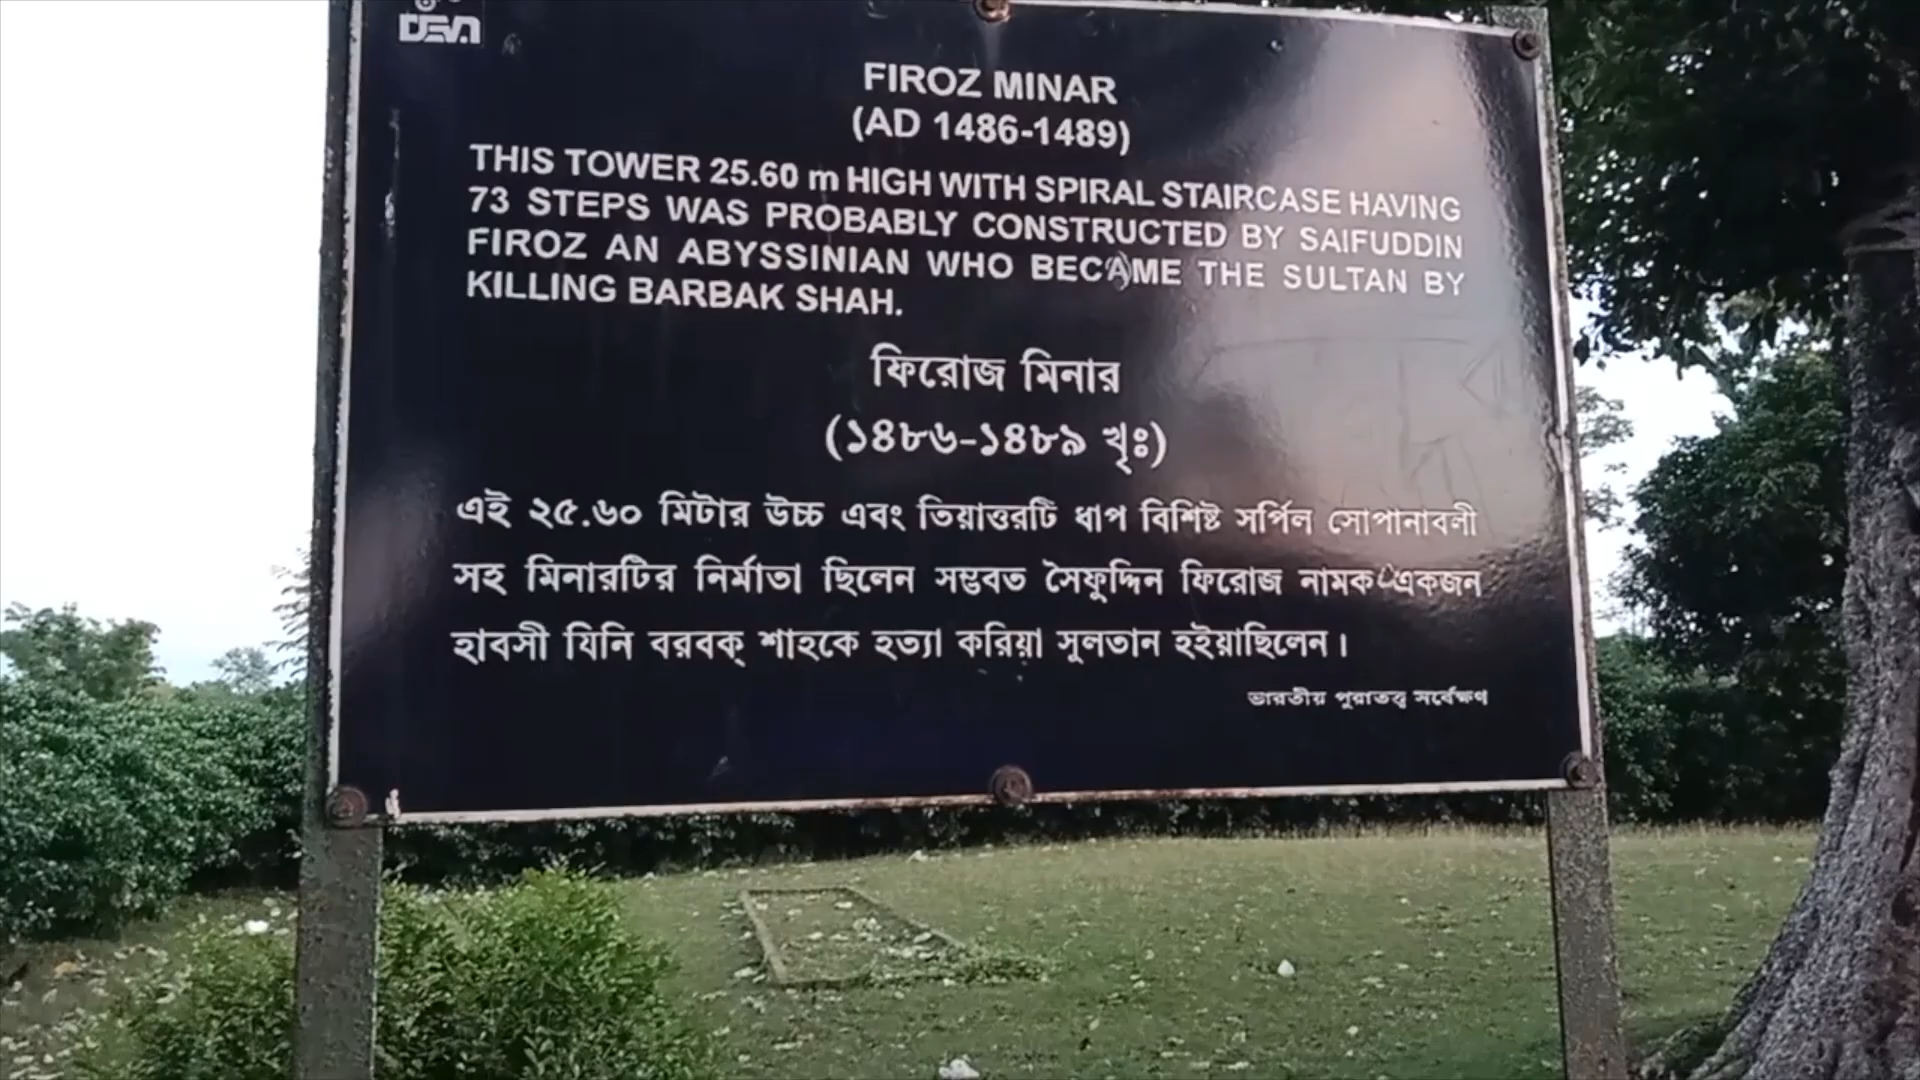 DEVA
FIROZ MINAR
(AD 1486-1489)
THIS TOWER 25.60 m HIGH WITH SPIRAL STAIRCASE HAVING
73 STEPS WAS PROBABLY CONSTRUCTED BY SAIFUDDIN
FIROZ AN ABYSSINIAN WHO BECAME THE SULTAN BY
KILLING BARBAK SHAH.
ফিরোজ মিনার
(১৪৮৬-১৪৮৯ খৃঃ)
এই ২৫.৬০ মিটার উচ্চ এবং তিয়াত্তরটি ধাপ বিশিষ্ট সর্পিল সোপানাবলী
সহ মিনারটির নির্মাতা ছিলেন সম্ভবত সৈফুদ্দিন ফিরোজ নামক একজন
হাবসী যিনি বরবক্ শাহকে হত্যা করিয়া সুলতান হইয়াছিলেন।
ভারতীয় পুরাতত্ত্ব সর্বেক্ষণ